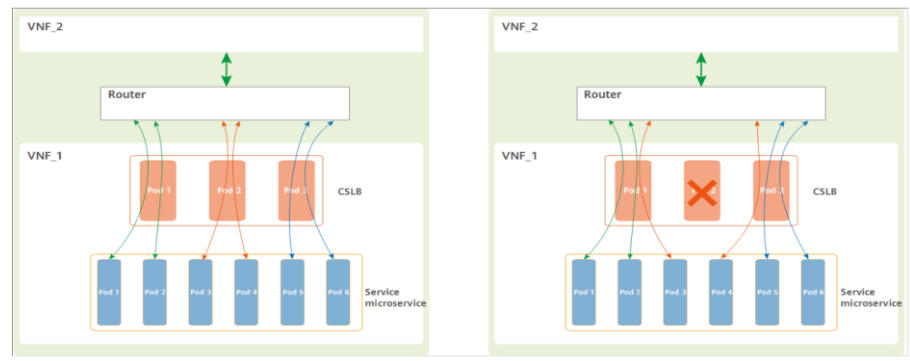 VNF_2
Router
VNF_1
Pod 1
Pod 2
Pod 3
CSLB
Pod 1
Pod 2
Pod 3
Pod 4
Pod 5
Pod 6
Service
microservice
VNF_2
Router
VNF_1
Pod 1
Pod 3
CSLB
Pod 1
Pod 2
Pod 3
Pod 4
Pod 5
Pod 6
Service
microservice